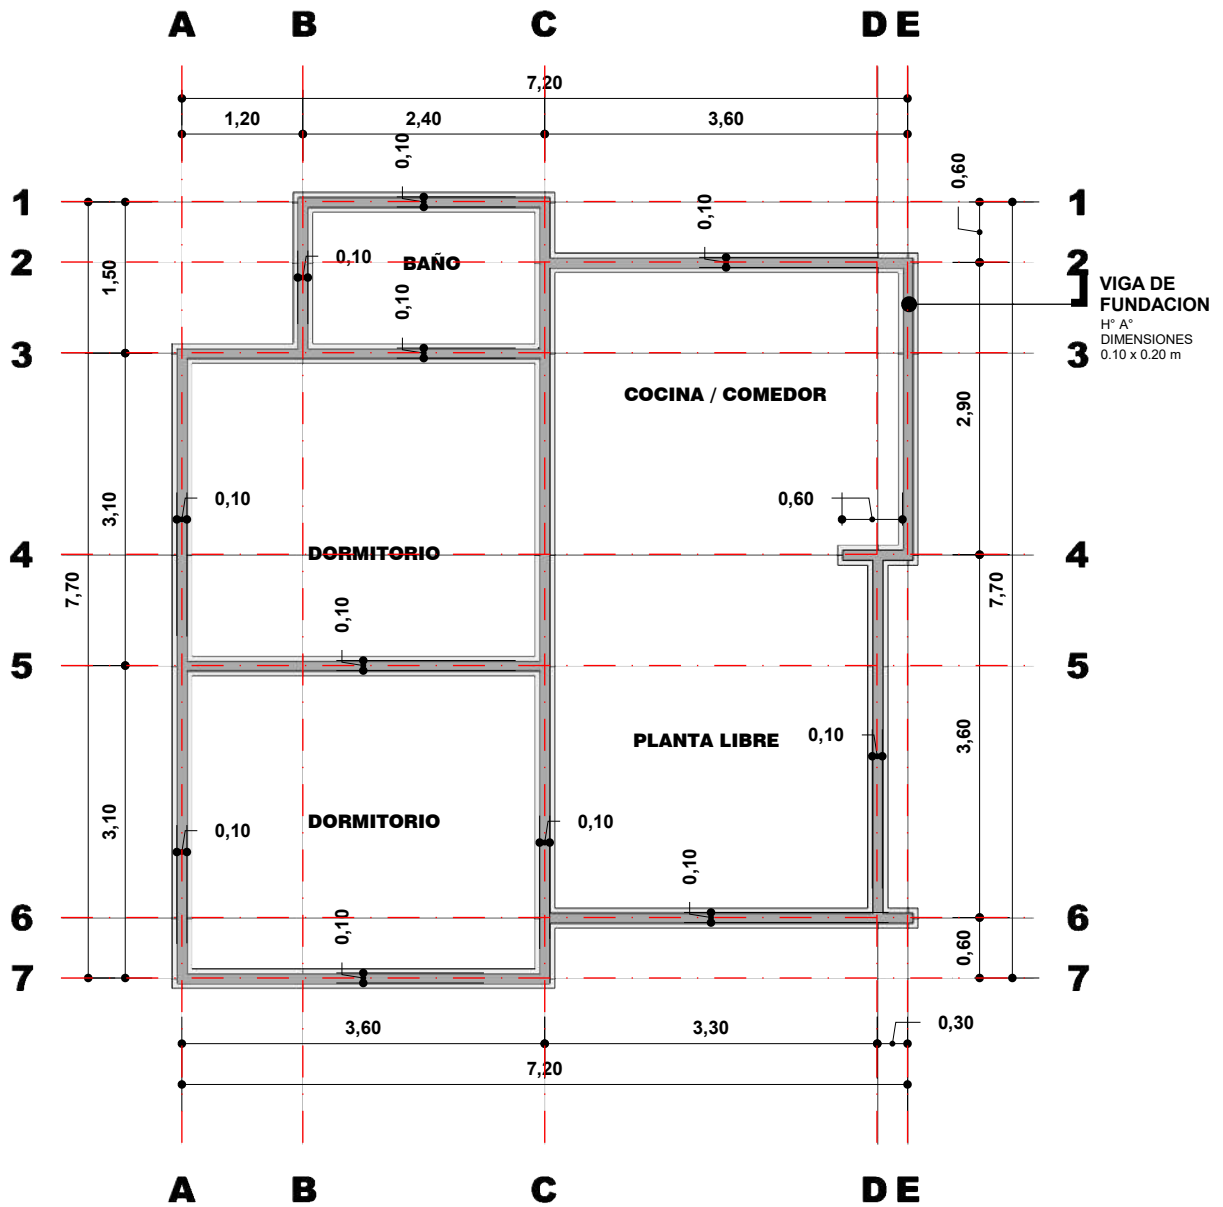 A B C D E
7,20
1,20 2,40 3,60
0,10
0,60
1 1
0,10
2 0,10 BAÑO 2
1,50
VIGA DE
FUNDACION
H° A°
DIMENSIONES
0.10 x 0.20 m
0,10
3 3
COCINA / COMEDOR
2,90
3,10
0,10
0,60
4 DORMITORIO 4
7,70
7,70
0,10
5 5
PLANTA LIBRE
0,10
3,60
3,10
0,10
DORMITORIO
0,10
0,10
6 6
0,10
0,60
7 7
3,60 3,30 0,30
7,20
A B C D E